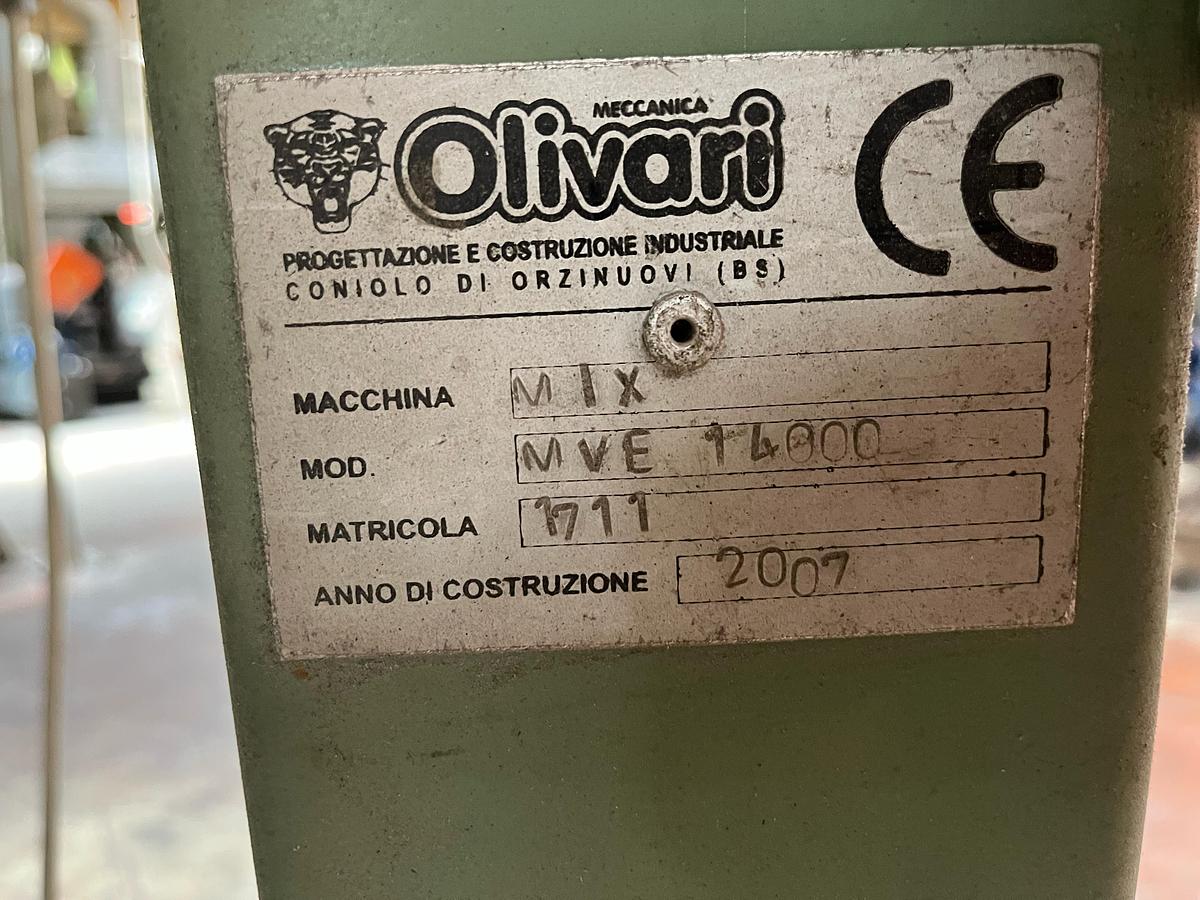 MECCANICA
Olivari
PROGETTAZIONE E COSTRUZIONE INDUSTRIALE
CONIOLO DI ORZINUOVI (BS)
CE
MACCHINA MIX
MOD. MVE 14000
MATRICOLA 1711
ANNO DI COSTRUZIONE 2007